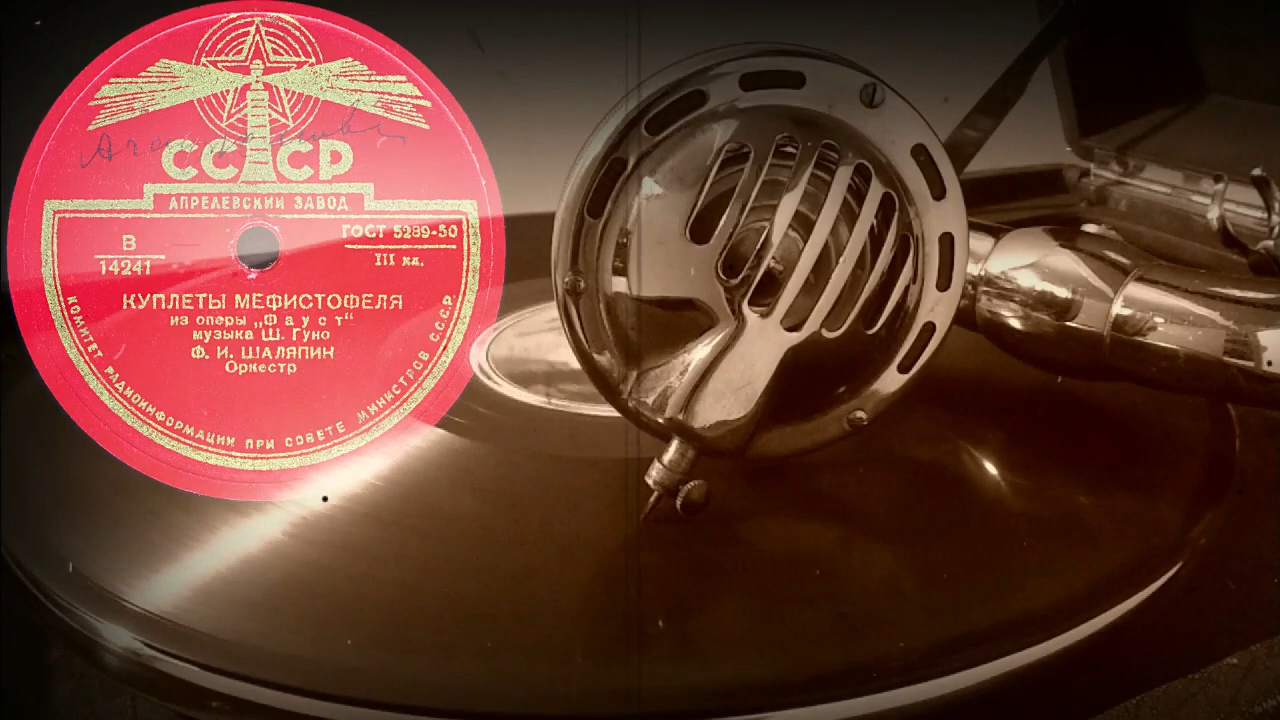 СССР
АПРЕЛЕВСКИЙ ЗАВОД
В
14241
ГОСТ 5289-50
III кл.
КУПЛЕТЫ МЕФИСТОФЕЛЯ
из оперы „Фауст“
музыка Ш. Гуно
Ф. И. ШАЛЯПИН
Оркестр
КОМИТЕТ РАДИОИНФОРМАЦИИ ПРИ СОВЕТЕ МИНИСТРОВ СССР